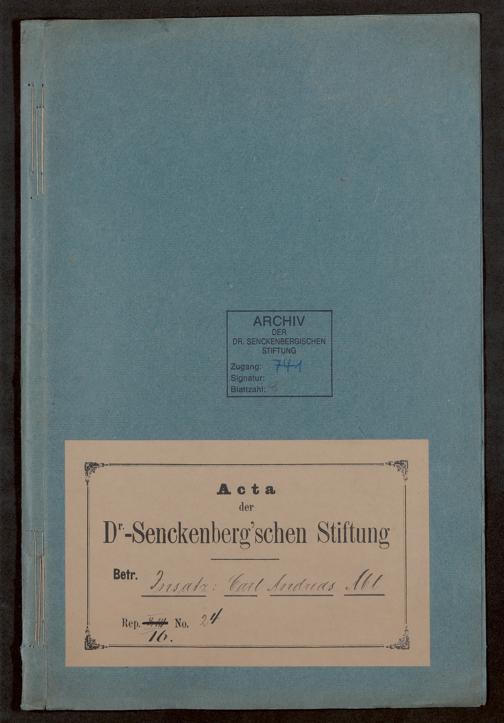 ARCHIV
DER
DR. SENCKENBERGISCHEN
STIFTUNG
Zugang: 741
Signatur:
Blattzahl:
Acta
der
Dr.-Senckenberg'schen Stiftung
Betr. Insatz: Carl Andreas Abt
Rep. No. 24
16.